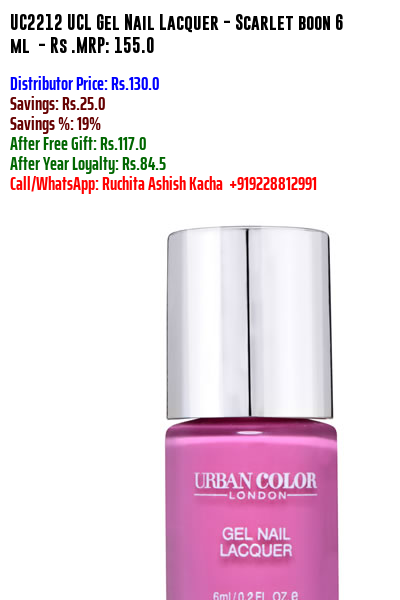 UC2212 UCL Gel Nail Lacquer - Scarlet boon 6
ml - Rs .MRP: 155.0
Distributor Price: Rs.130.0
Savings: Rs.25.0
Savings %: 19%
After Free Gift: Rs.117.0
After Year Loyalty: Rs.84.5
Call/WhatsApp: Ruchita Ashish Kacha +919228812991
URBAN COLOR
LONDON
GEL NAIL
LACQUER
6ml/0.2 FL. OZ ℮